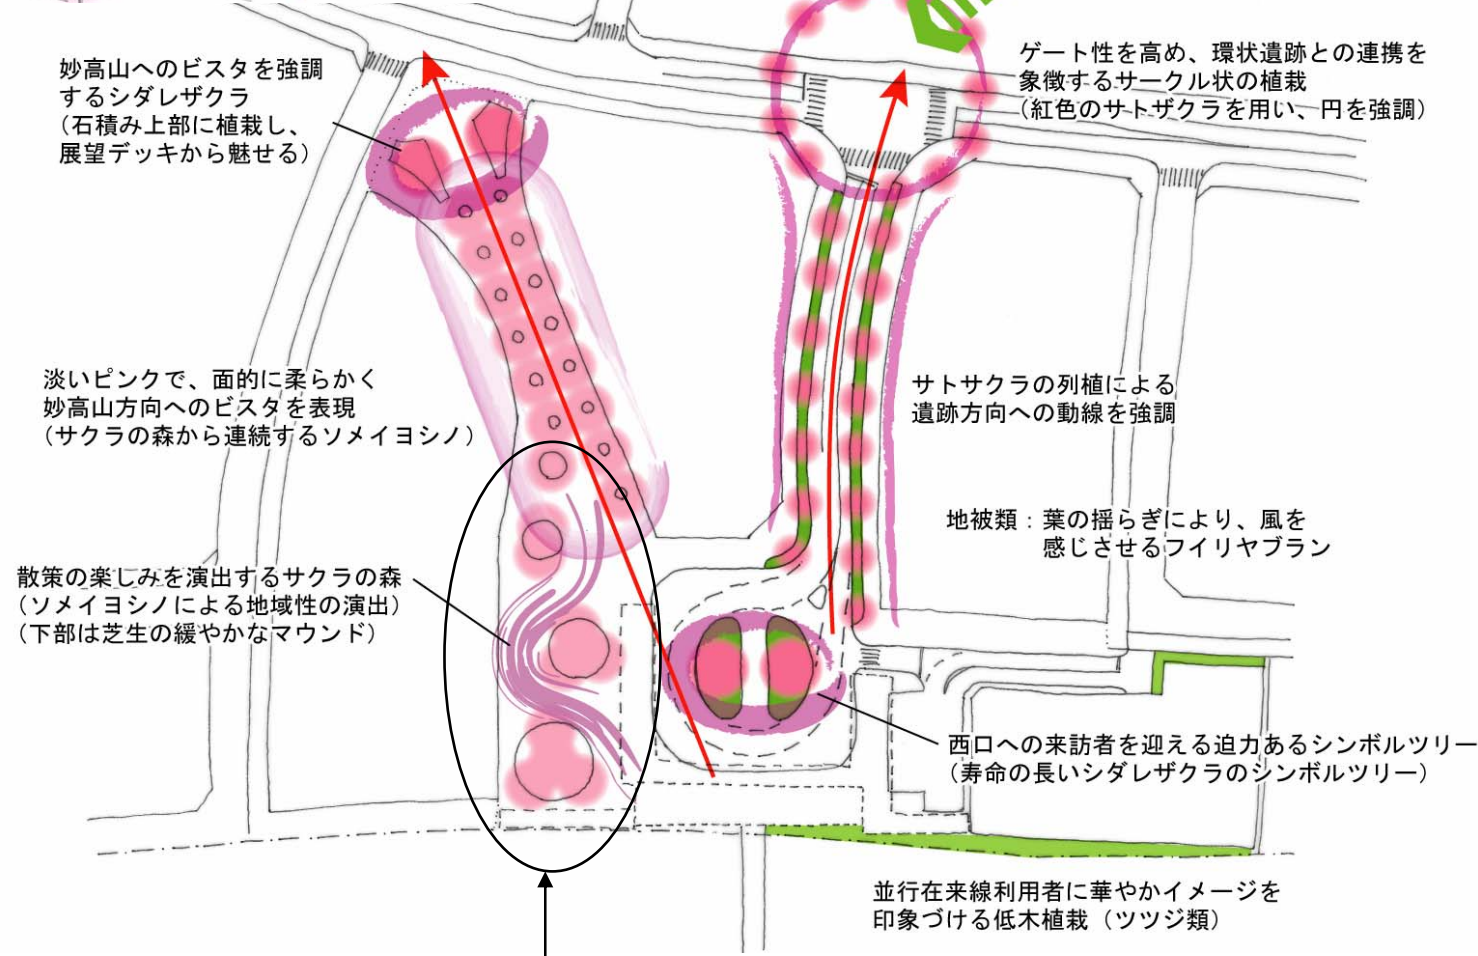 妙高山へのビスタを強調
するシダレザクラ
（石積み上部に植栽し、
展望デッキから魅せる）
ゲート性を高め、環状遺跡との連携を
象徴するサークル状の植栽
（紅色のサトザクラを用い、円を強調）
淡いピンクで、面的に柔らかく
妙高山方向へのビスタを表現
（サクラの森から連続するソメイヨシノ）
サトサクラの列植による
遺跡方向への動線を強調
地被類：葉の揺らぎにより、風を
感じさせるフイリヤブラン
散策の楽しみを演出するサクラの森
（ソメイヨシノによる地域性の演出）
（下部は芝生の緩やかなマウンド）
西口への来訪者を迎える迫力あるシンボルツリー
（寿命の長いシダレザクラのシンボルツリー）
並行在来線利用者に華やかイメージを
印象づける低木植栽（ツツジ類）